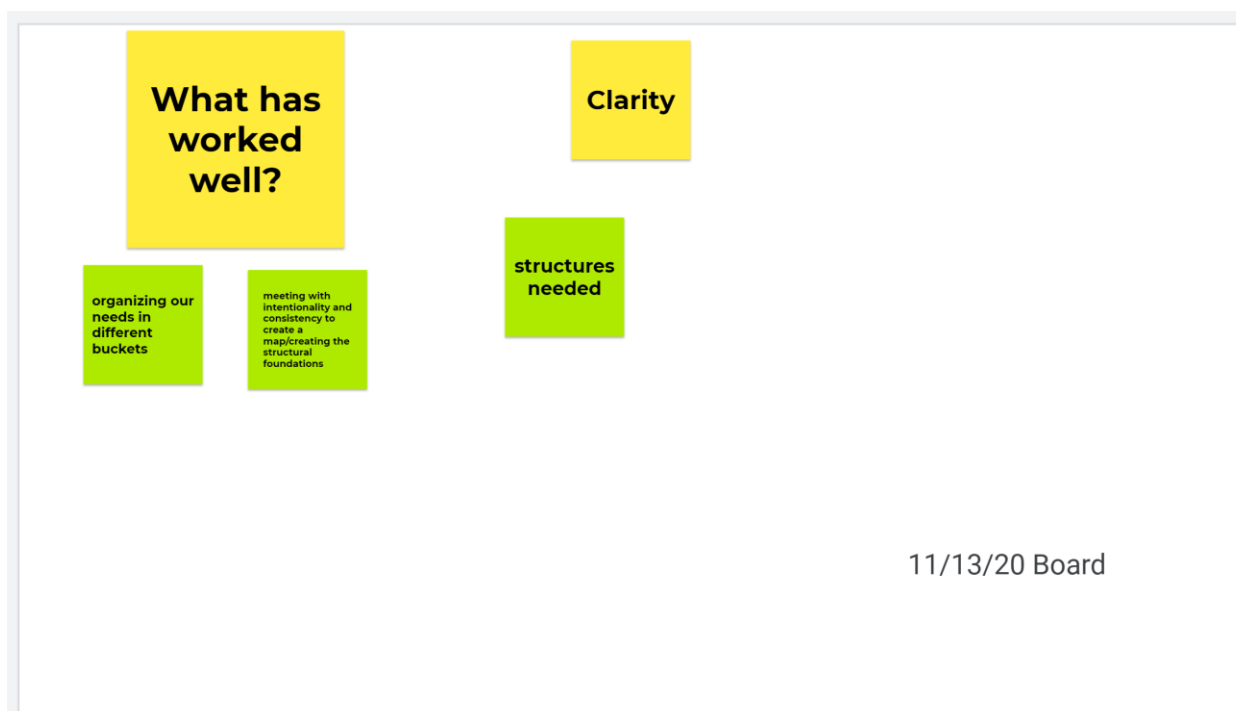 What has
worked
well?
Clarity
organizing our
needs in
different
buckets
meeting with
intentionality and
consistency to
create a
map/creating the
structural
foundations
structures
needed
11/13/20 Board